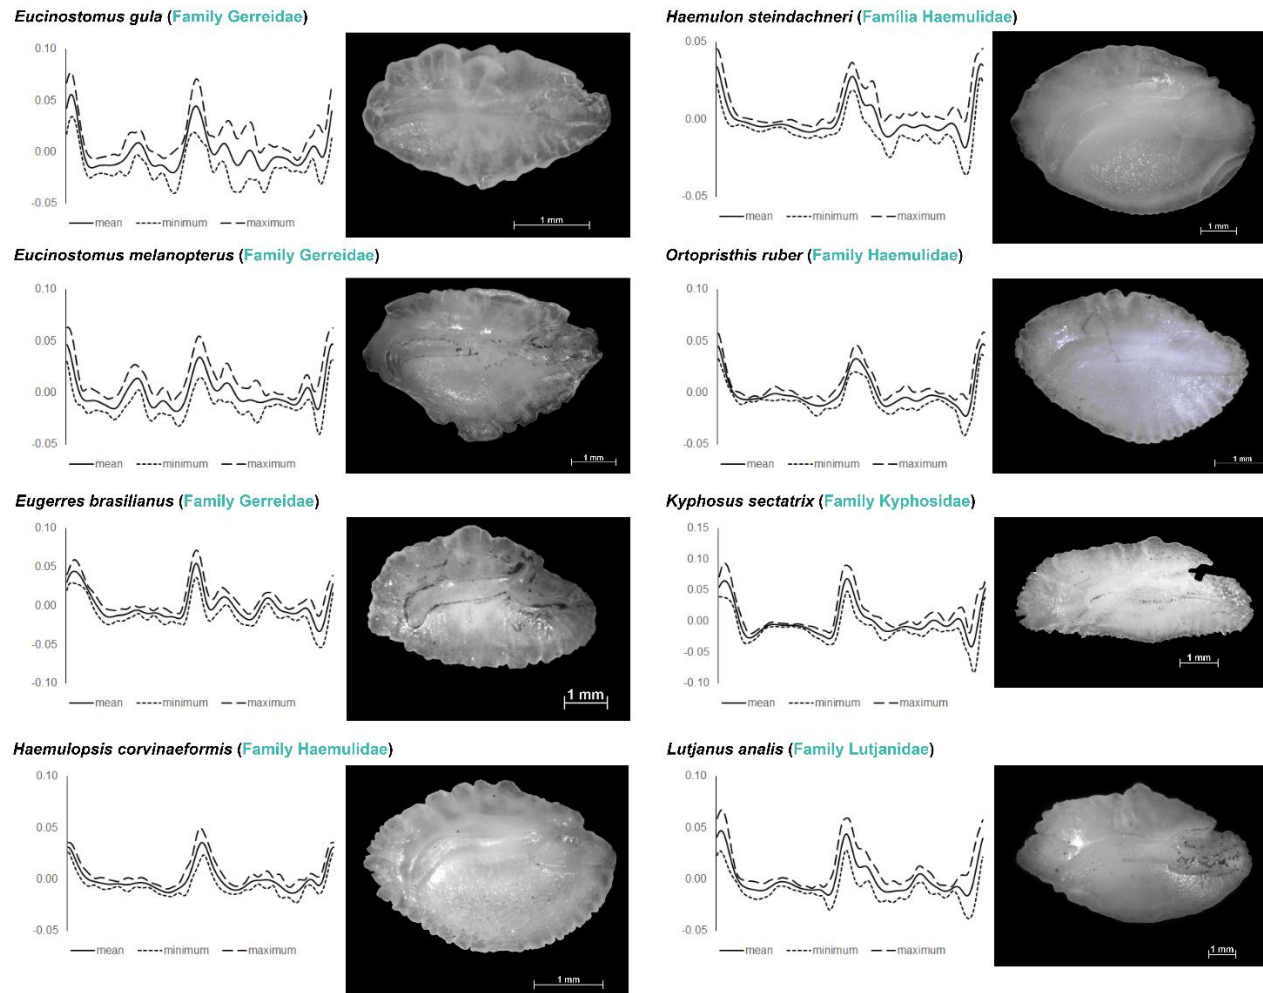 Eucinostomus gula (Family Gerreidae)
0.10
0.05
0.00
-0.05
mean minimum maximum
1 mm
Haemulon steindachneri (Família Haemulidae)
0.05
0.00
-0.05
mean minimum maximum
1 mm
Eucinostomus melanopterus (Family Gerreidae)
0.10
0.05
0.00
-0.05
mean minimum maximum
1 mm
Ortopristhis ruber (Family Haemulidae)
0.10
0.05
0.00
-0.05
mean minimum maximum
1 mm
Eugerres brasilianus (Family Gerreidae)
0.10
0.05
0.00
-0.05
-0.10
mean minimum maximum
1 mm
Kyphosus sectatrix (Family Kyphosidae)
0.15
0.10
0.05
0.00
-0.05
-0.10
mean minimum maximum
1 mm
Haemulopsis corvinaeformis (Family Haemulidae)
0.10
0.05
0.00
-0.05
mean minimum maximum
1 mm
Lutjanus analis (Family Lutjanidae)
0.10
0.05
0.00
-0.05
mean minimum maximum
1 mm